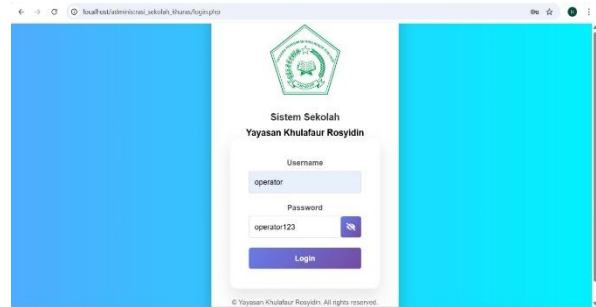 localhost/administrasi_sekolah_khuras/login.php
Sistem Sekolah
Yayasan Khulafaur Rosyidin
Username
operator
Password
operator123
Login
© Yayasan Khulafaur Rosyidin. All rights reserved.